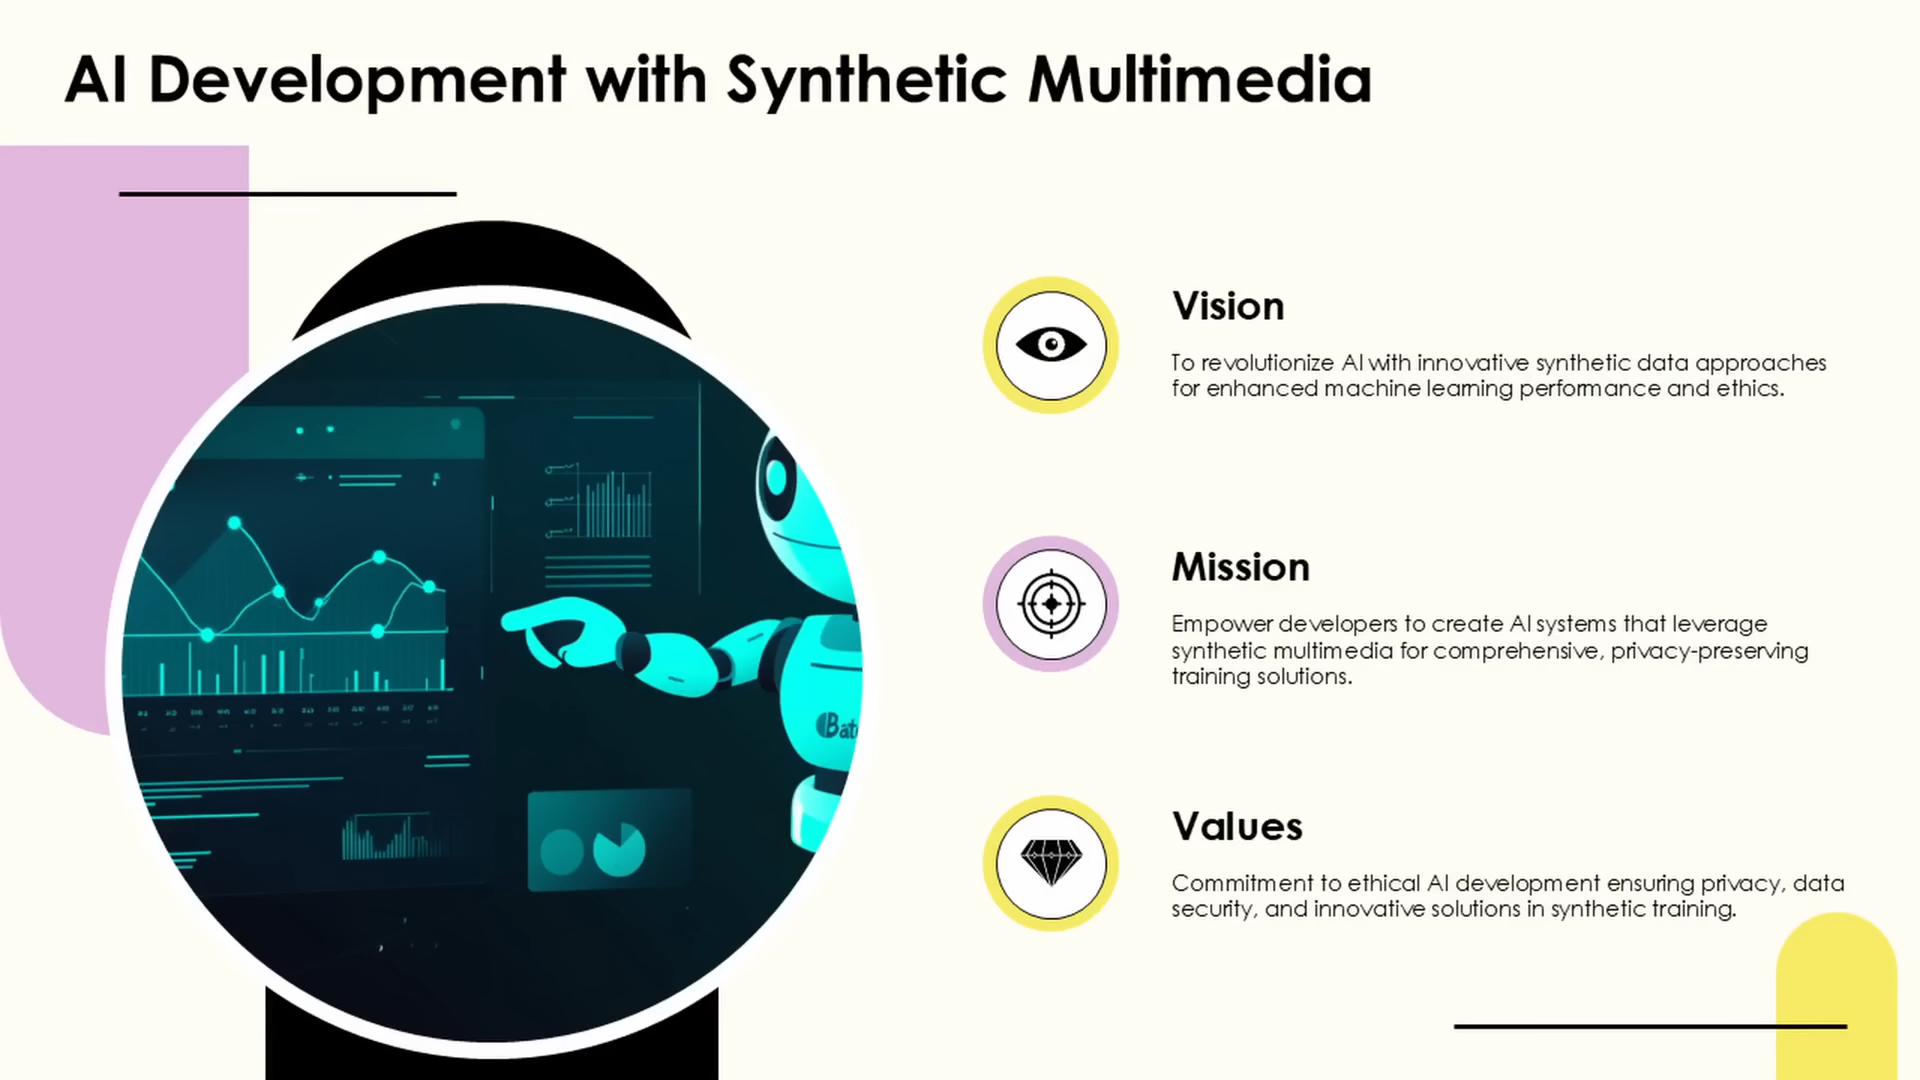 AI Development with Synthetic Multimedia
Vision
To revolutionize AI with innovative synthetic data approaches
for enhanced machine learning performance and ethics.
Mission
Empower developers to create AI systems that leverage
synthetic multimedia for comprehensive, privacy-preserving
training solutions.
Values
Commitment to ethical AI development ensuring privacy, data
security, and innovative solutions in synthetic training.